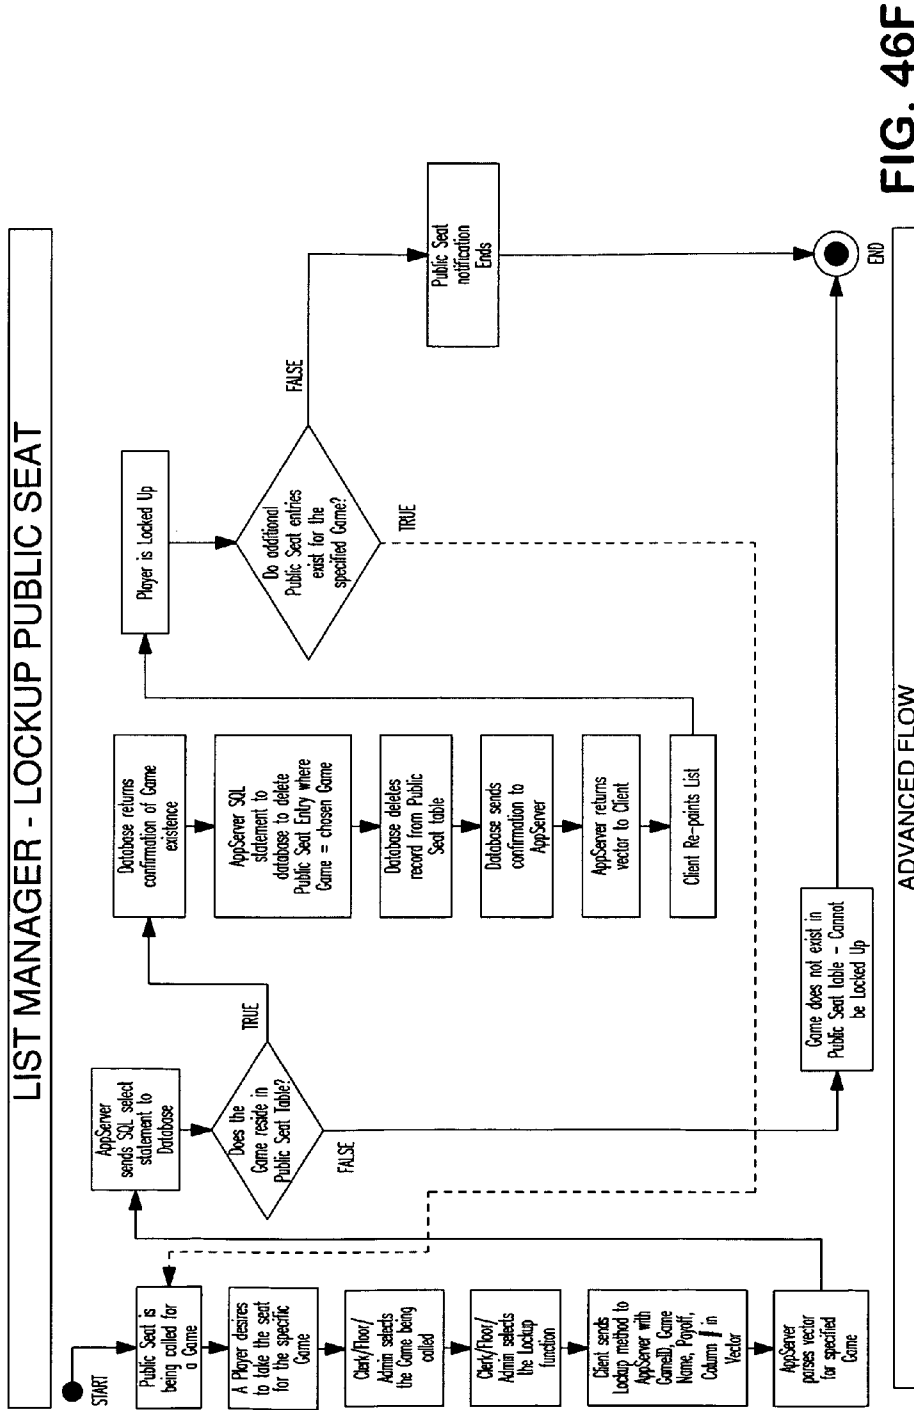 LIST MANAGER - LOCKUP PUBLIC SEAT
START
Public Seat is
being called for
a Game
A Player desires
to take the seat
for the specific
Game
Clerk/Floor/
Admin selects
the Game being
called
Clerk/Floor/
Admin selects
the Lockup
function
Client sends
Lockup method to
AppServer with
GameID, Game
Name, Payoff,
Column # in
Vector
AppServer
parses vector
for specified
Game
AppServer
sends SQL select
statement to
Database
Does the
Game reside in
Public Seat Table?
TRUE
FALSE
Database returns
confirmation of Game
existence
AppServer SQL
statement to
database to delete
Public Seat Entry where
Game = chosen Game
Database deletes
record from Public
Seat table
Database sends
confirmation to
AppServer
AppServer returns
vector to Client
Client Re-paints List
Game does not exist in
Public Seat table - Cannot
be Locked Up
Player is Locked Up
Do additional
Public Seat entries
exist for the
specified Game?
FALSE
TRUE
Public Seat
notification
Ends
END
ADVANCED FLOW
FIG. 46F